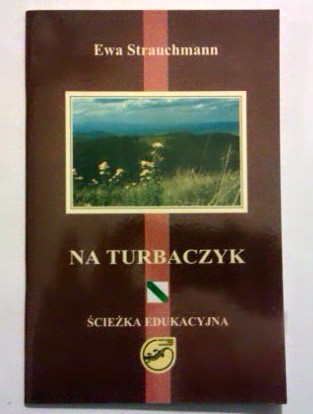 Ewa Strauchmann
NA TURBACZYK
ŚCIEŻKA EDUKACYJNA